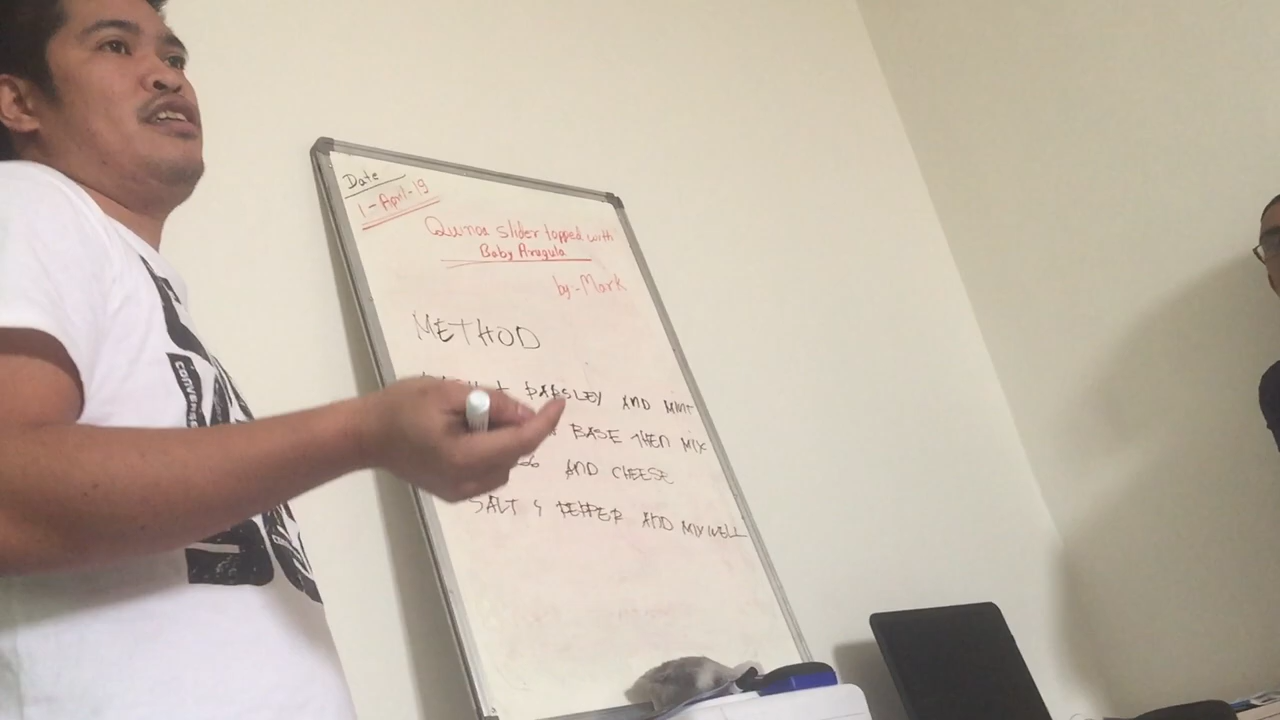 Date
1-April-19
Quinoa slider topped with
Baby Arugula
by:-Mark
METHOD
PARSLEY AND MINT
BASE THEN MIX
AND CHEESE
SALT & PEPPER AND MIX WELL